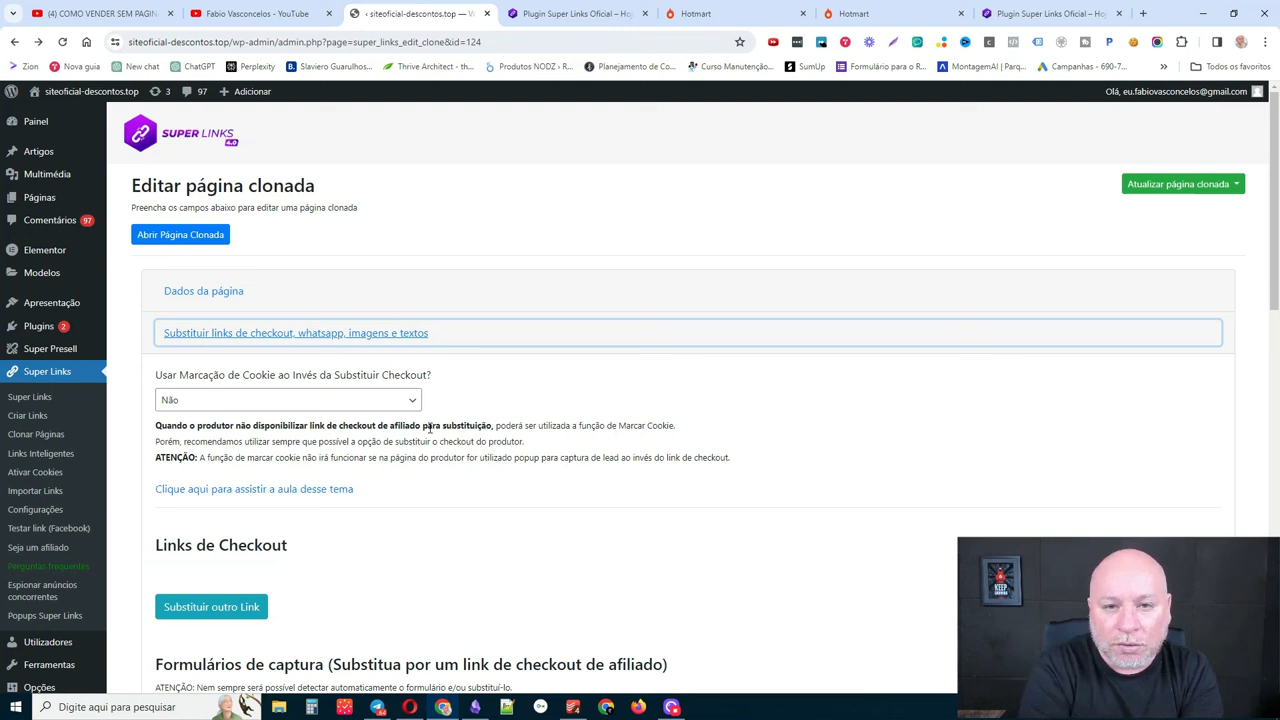 (4) COMO VENDER SEM PAGIN
Fabio Vasconcelos - YouTube
‹ siteoficial-descontos.top — W
Plugin Super Links Oficial – Hoj
Hotmart
Hotmart
Plugin Super Links Oficial – Hoj
siteoficial-descontos.top/wp-admin/admin.php?page=super_links_edit_clone&id=124
Zion
Nova guia
New chat
ChatGPT
Perplexity
Slaviero Guarulhos...
Thrive Architect - th...
Produtos NODZ - R...
Planejamento de Co...
Curso Manutenção,...
SumUp
Formulário para o R...
MontagemAI | Parq...
Campanhas - 690-7...
Todos os favoritos
siteoficial-descontos.top
3
97
Adicionar
Olá, eu.fabiovasconcelos@gmail.com
Painel
Artigos
Multimédia
Páginas
Comentários 97
Elementor
Modelos
Apresentação
Plugins 2
Super Presell
Super Links
Super Links
Criar Links
Clonar Páginas
Links Inteligentes
Ativar Cookies
Importar Links
Configurações
Testar link (Facebook)
Seja um afiliado
Perguntas frequentes
Espionar anúncios
concorrentes
Popups Super Links
Utilizadores
Ferramentas
Opções
SUPER LINKS
4.0
Editar página clonada
Atualizar página clonada
Preencha os campos abaixo para editar uma página clonada
Abrir Página Clonada
Dados da página
Substituir links de checkout, whatsapp, imagens e textos
Usar Marcação de Cookie ao Invés da Substituir Checkout?
Não
Quando o produtor não disponibilizar link de checkout de afiliado para substituição, poderá ser utilizada a função de Marcar Cookie.
Porém, recomendamos utilizar sempre que possível a opção de substituir o checkout do produtor.
ATENÇÃO: A função de marcar cookie não irá funcionar se na página do produtor for utilizado popup para captura de lead ao invés do link de checkout.
Clique aqui para assistir a aula desse tema
Links de Checkout
Substituir outro Link
Formulários de captura (Substitua por um link de checkout de afiliado)
ATENÇÃO: Nem sempre será possível detectar automaticamente o formulário e/ou substituí-lo.
KEEP
Digite aqui para pesquisar